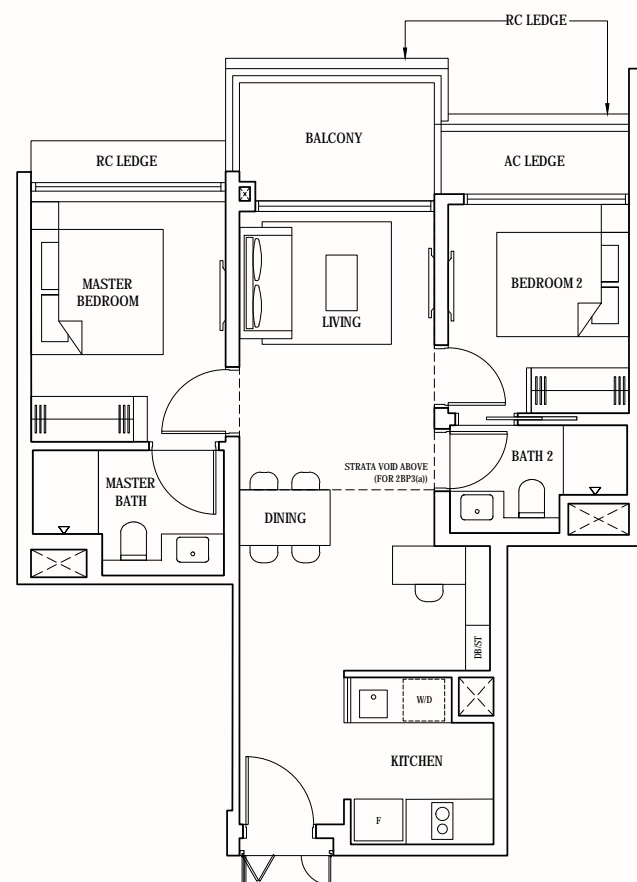 RC LEDGE
BALCONY
RC LEDGE
AC LEDGE
MASTER
BEDROOM
BEDROOM 2
LIVING
STRATA VOID ABOVE
(FOR 2BP3(a))
BATH 2
MASTER
BATH
DINING
DB/ST
W/D
KITCHEN
F